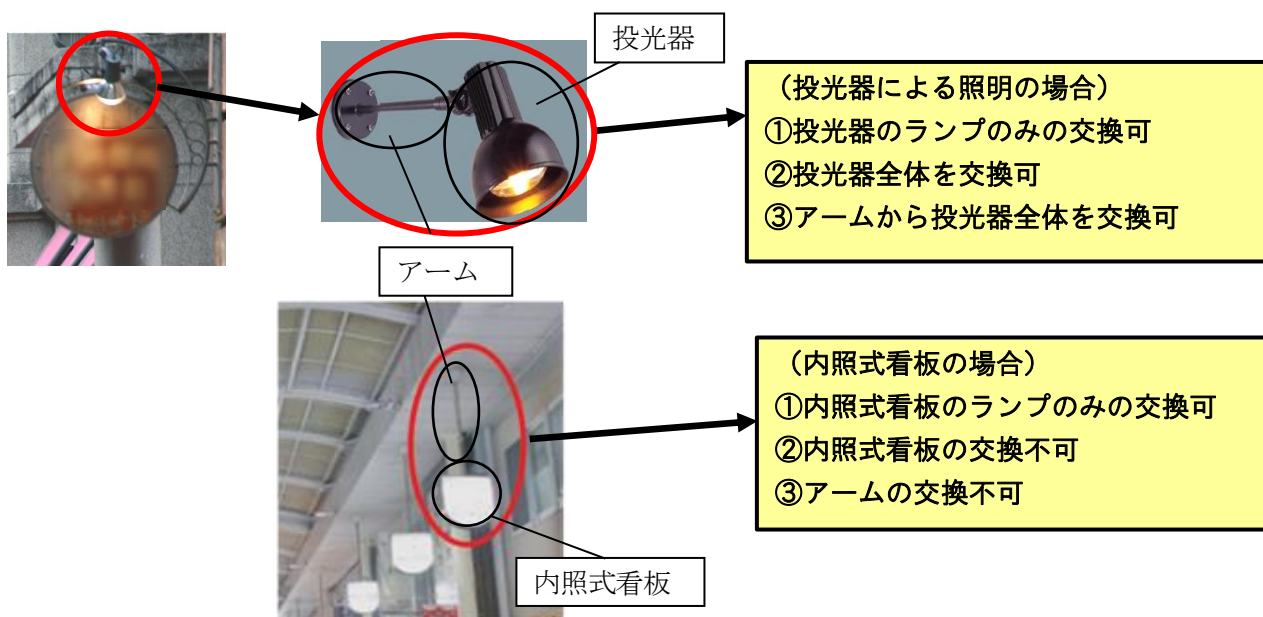 投光器
（投光器による照明の場合）
①投光器のランプのみの交換可
②投光器全体を交換可
③アームから投光器全体を交換可
アーム
（内照式看板の場合）
①内照式看板のランプのみの交換可
②内照式看板の交換不可
③アームの交換不可
内照式看板